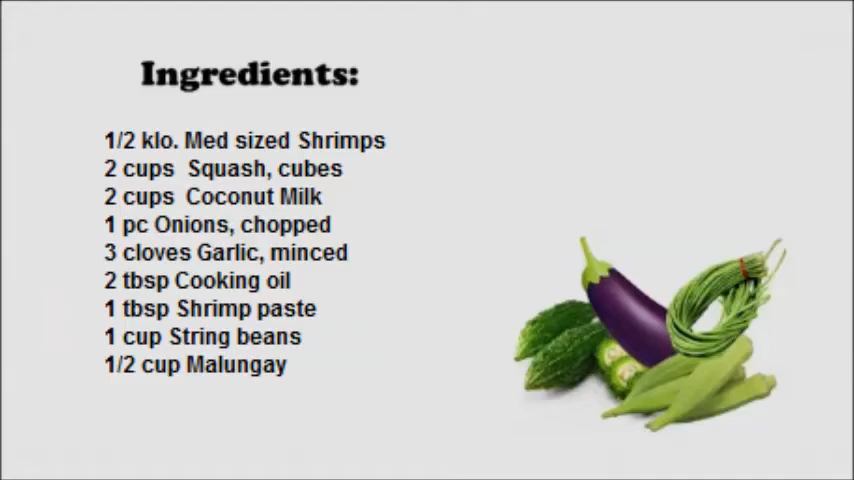 Ingredients:
1/2 klo. Med sized Shrimps
2 cups  Squash, cubes
2 cups  Coconut Milk
1 pc Onions, chopped
3 cloves Garlic, minced
2 tbsp Cooking oil
1 tbsp Shrimp paste
1 cup String beans
1/2 cup Malungay